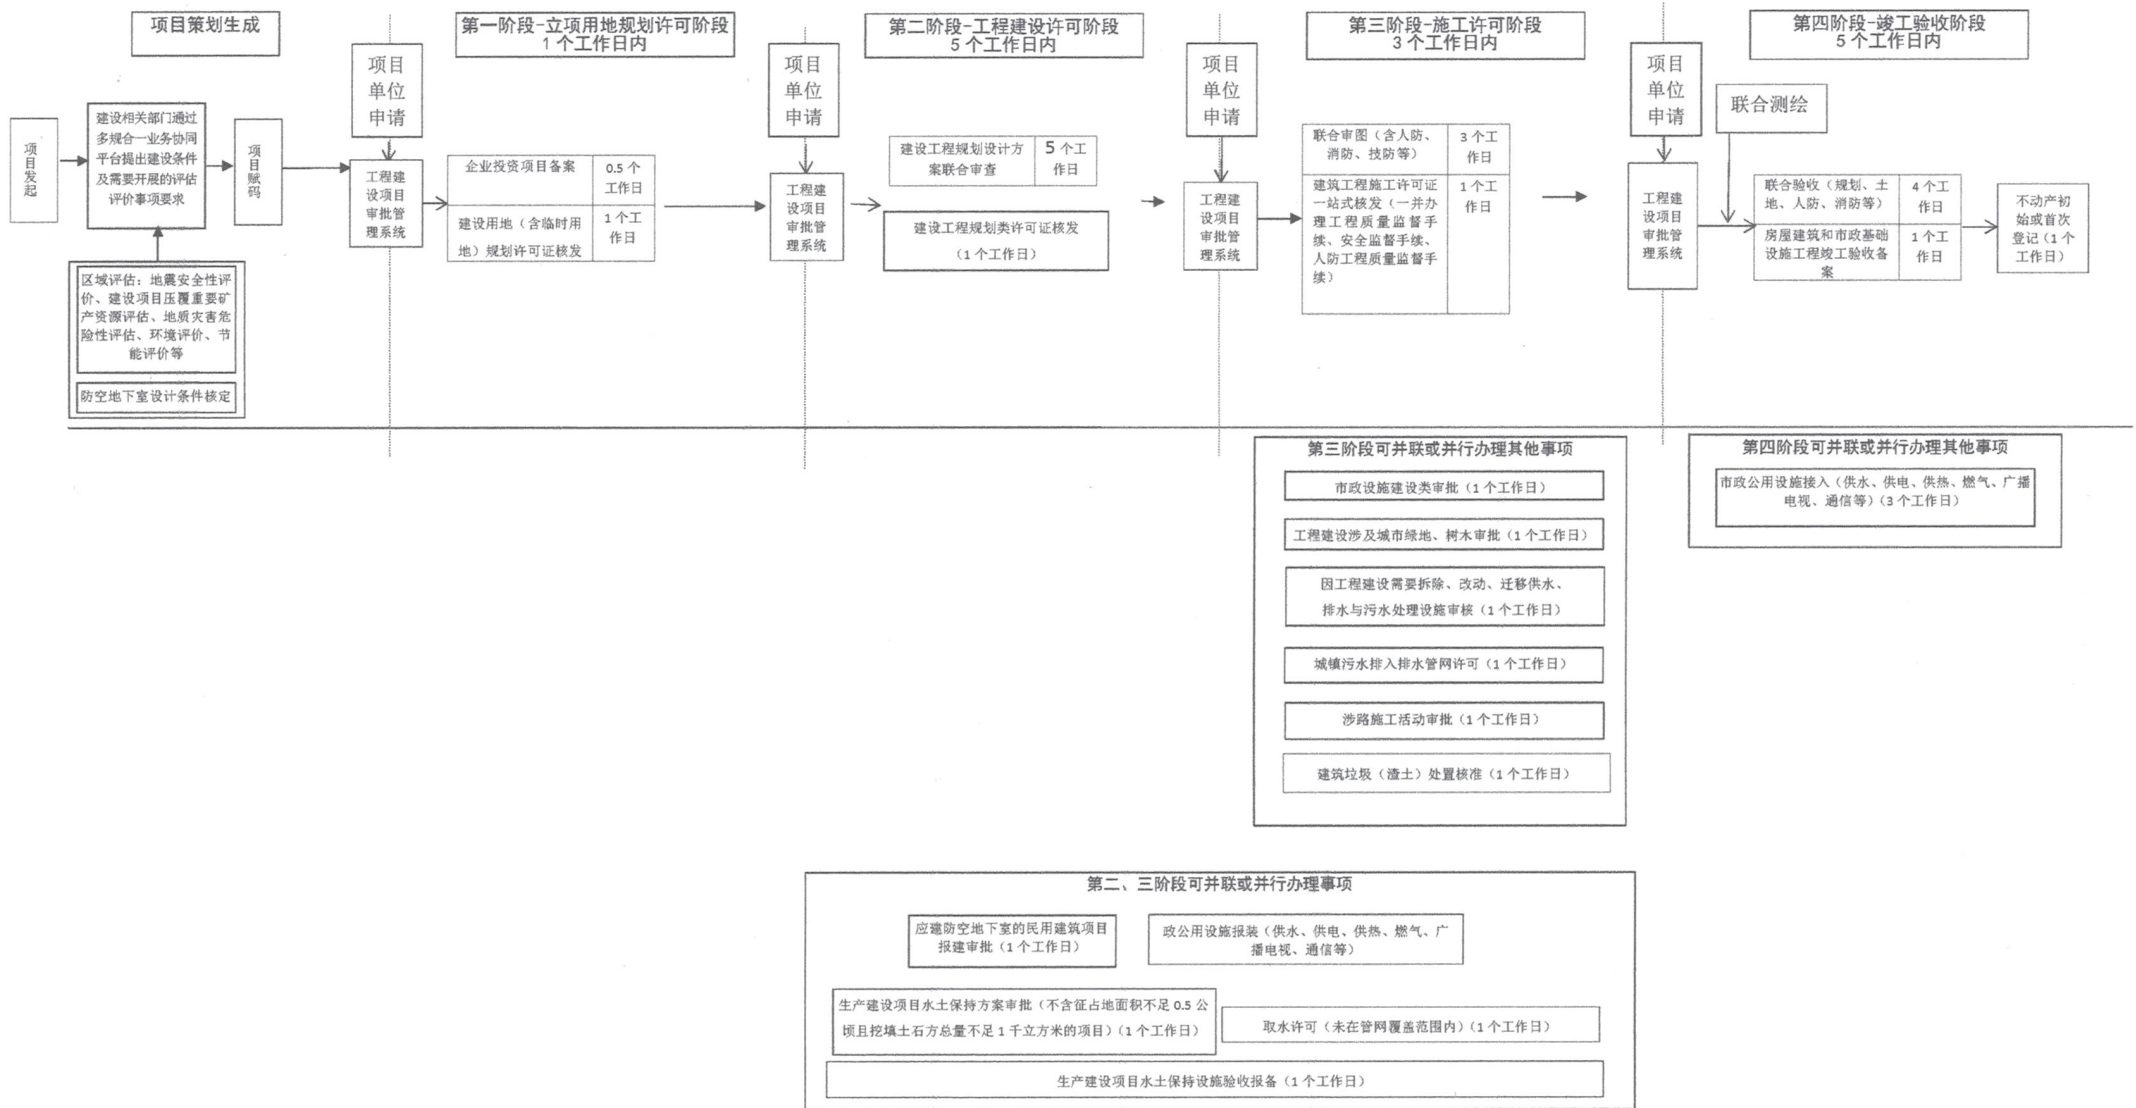 项目策划生成
第一阶段-立项用地规划许可阶段
1 个工作日内
第二阶段-工程建设许可阶段
5 个工作日内
第三阶段-施工许可阶段
3 个工作日内
第四阶段-竣工验收阶段
5 个工作日内
项目发起
建设相关部门通过
多规合一业务协同
平台提出建设条件
及需要开展的评估
评价事项要求
项目赋码
区域评估：地震安全性评
价、建设项目压覆重要矿
产资源评估、地质灾害危
险性评估、环境评价、节
能评价等
防空地下室设计条件核定
项目
单位
申请
工程建
设项目
审批管
理系统
企业投资项目备案
0.5 个
工作日
建设用地（含临时用
地）规划许可证核发
1 个工
作日
项目
单位
申请
工程建
设项目
审批管
理系统
建设工程规划设计方
案联合审查
5 个工
作日
建设工程规划类许可证核发
（1 个工作日）
项目
单位
申请
工程建
设项目
审批管
理系统
联合审图（含人防、
消防、技防等）
3 个工
作日
建筑工程施工许可证
一站式核发（一并办
理工程质量监督手
续、安全监督手续、
人防工程质量监督手
续）
1 个工
作日
项目
单位
申请
联合测绘
工程建
设项目
审批管
理系统
联合验收（规划、土
地、人防、消防等）
4 个工
作日
房屋建筑和市政基础
设施工程竣工验收备
案
1 个工
作日
不动产初
始或首次
登记（1 个
工作日）
第三阶段可并联或并行办理其他事项
市政设施建设类审批（1 个工作日）
工程建设涉及城市绿地、树木审批（1 个工作日）
因工程建设需要拆除、改动、迁移供水、
排水与污水处理设施审核（1 个工作日）
城镇污水排入排水管网许可（1 个工作日）
涉路施工活动审批（1 个工作日）
建筑垃圾（渣土）处置核准（1 个工作日）
第四阶段可并联或并行办理其他事项
市政公用设施接入（供水、供电、供热、燃气、广播
电视、通信等）（3 个工作日）
第二、三阶段可并联或并行办理事项
应建防空地下室的民用建筑项目
报建审批（1 个工作日）
政公用设施报装（供水、供电、供热、燃气、广
播电视、通信等）
生产建设项目水土保持方案审批（不含征占地面积不足 0.5 公
顷且挖填土石方总量不足 1 千立方米的项目）（1 个工作日）
取水许可（未在管网覆盖范围内）（1 个工作日）
生产建设项目水土保持设施验收报备（1 个工作日）